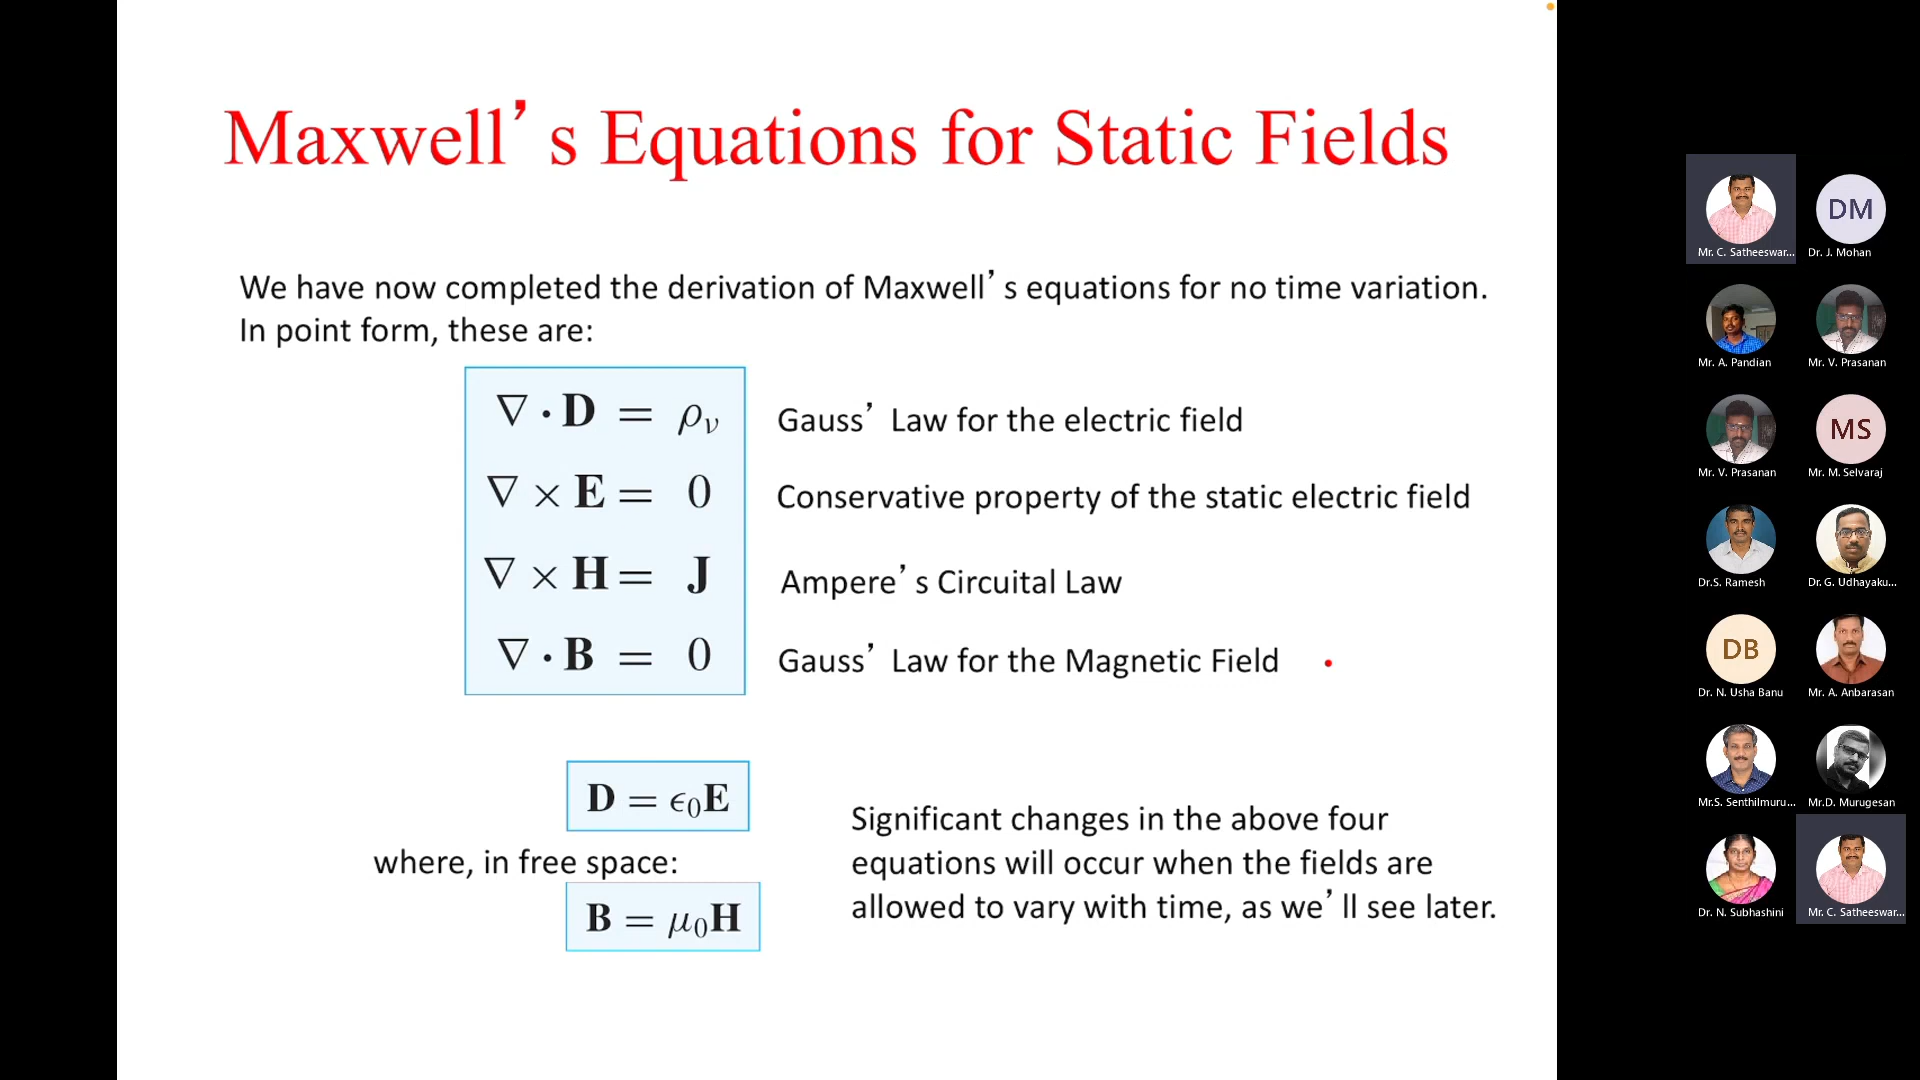 Maxwell’s Equations for Static Fields
We have now completed the derivation of Maxwell’s equations for no time variation.
In point form, these are:
∇ · D = ρν
Gauss’ Law for the electric field
∇ × E = 0
Conservative property of the static electric field
∇ × H = J
Ampere’s Circuital Law
∇ · B = 0
Gauss’ Law for the Magnetic Field
D = ϵ0E
where, in free space:
B = μ0H
Significant changes in the above four
equations will occur when the fields are
allowed to vary with time, as we’ll see later.
Mr. C. Satheeswar...
DM
Dr. J. Mohan
Mr. A. Pandian
Mr. V. Prasanan
Mr. V. Prasanan
MS
Mr. M. Selvaraj
Dr.S. Ramesh
Dr. G. Udhayaku...
DB
Dr. N. Usha Banu
Mr. A. Anbarasan
Mr.S. Senthilmuru...
Mr.D. Murugesan
Dr. N. Subhashini
Mr. C. Satheeswar...